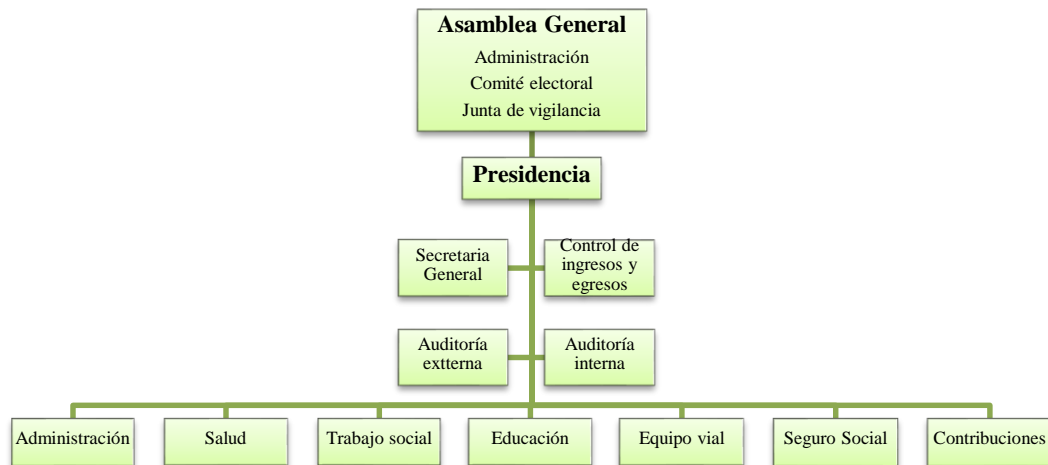 Asamblea General
Administración
Comité electoral
Junta de vigilancia
Presidencia
Secretaria
General
Control de
ingresos y
egresos
Auditoría
extterna
Auditoría
interna
Administración
Salud
Trabajo social
Educación
Equipo vial
Seguro Social
Contribuciones